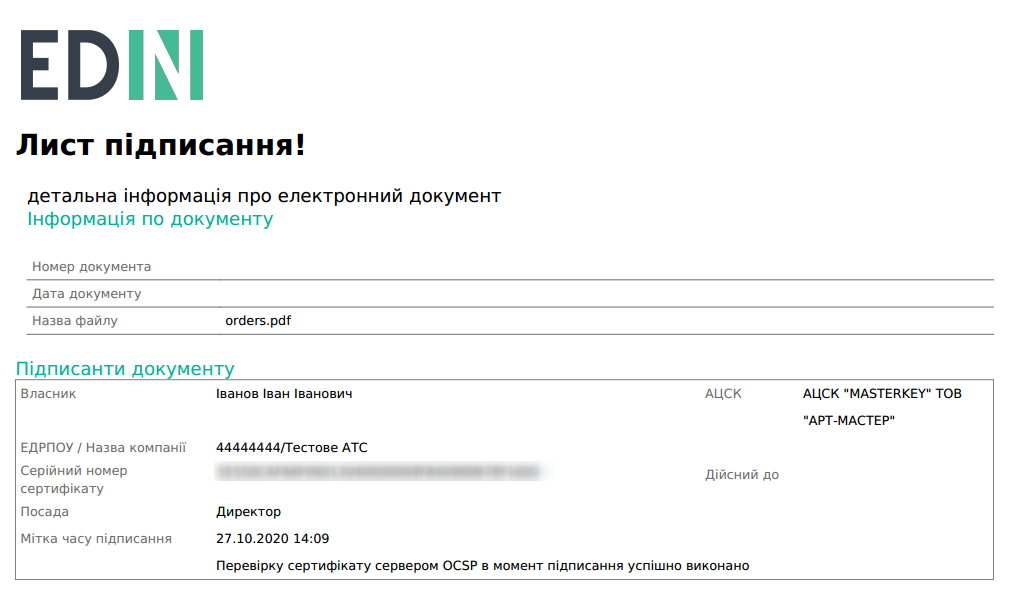 EDIN
Лист підписання!
детальна інформація про електронний документ
Інформація по документу
Номер документа
Дата документу
Назва файлу orders.pdf
Підписанти документу
Власник Іванов Іван Іванович АЦСК АЦСК "MASTERKEY" ТОВ
"АРТ-МАСТЕР"
ЕДРПОУ / Назва компанії 44444444/Тестове АТС
Серійний номер
сертифікату Дійсний до
Посада Директор
Мітка часу підписання 27.10.2020 14:09
Перевірку сертифікату сервером OCSP в момент підписання успішно виконано